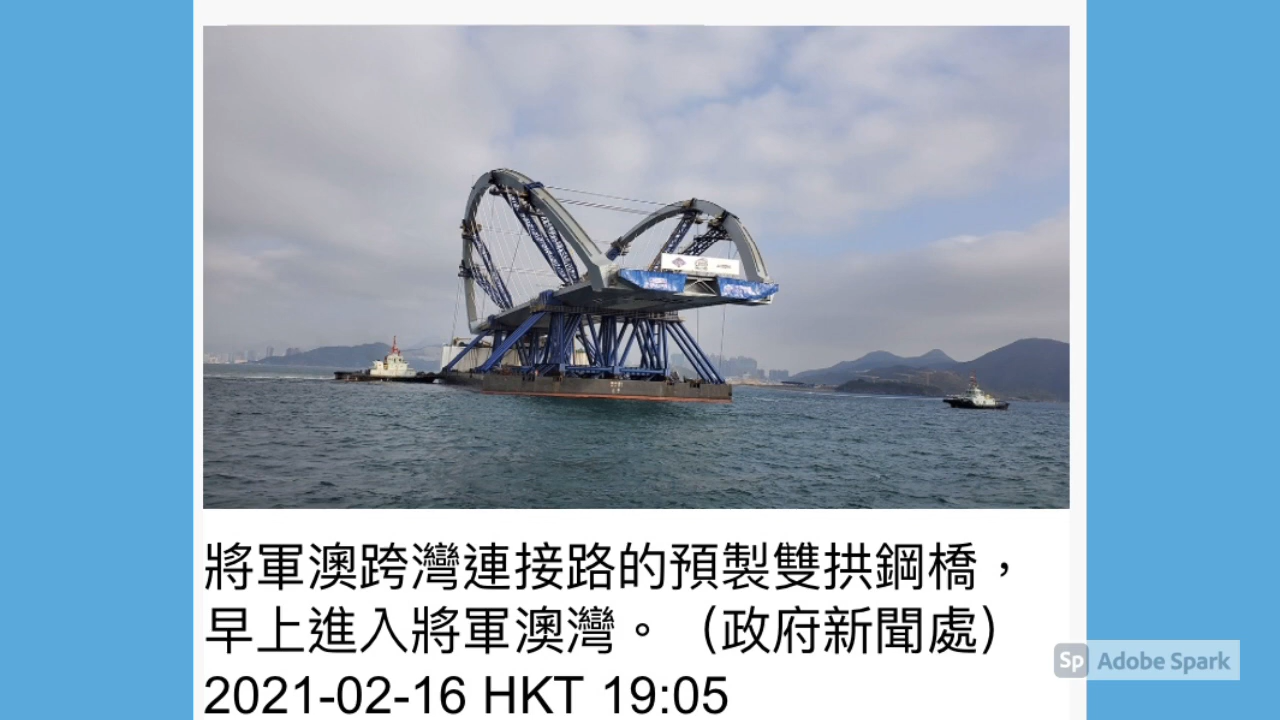 將軍澳跨灣連接路的預製雙拱鋼橋，
早上進入將軍澳灣。（政府新聞處）
2021-02-16 HKT 19:05
Sp Adobe Spark